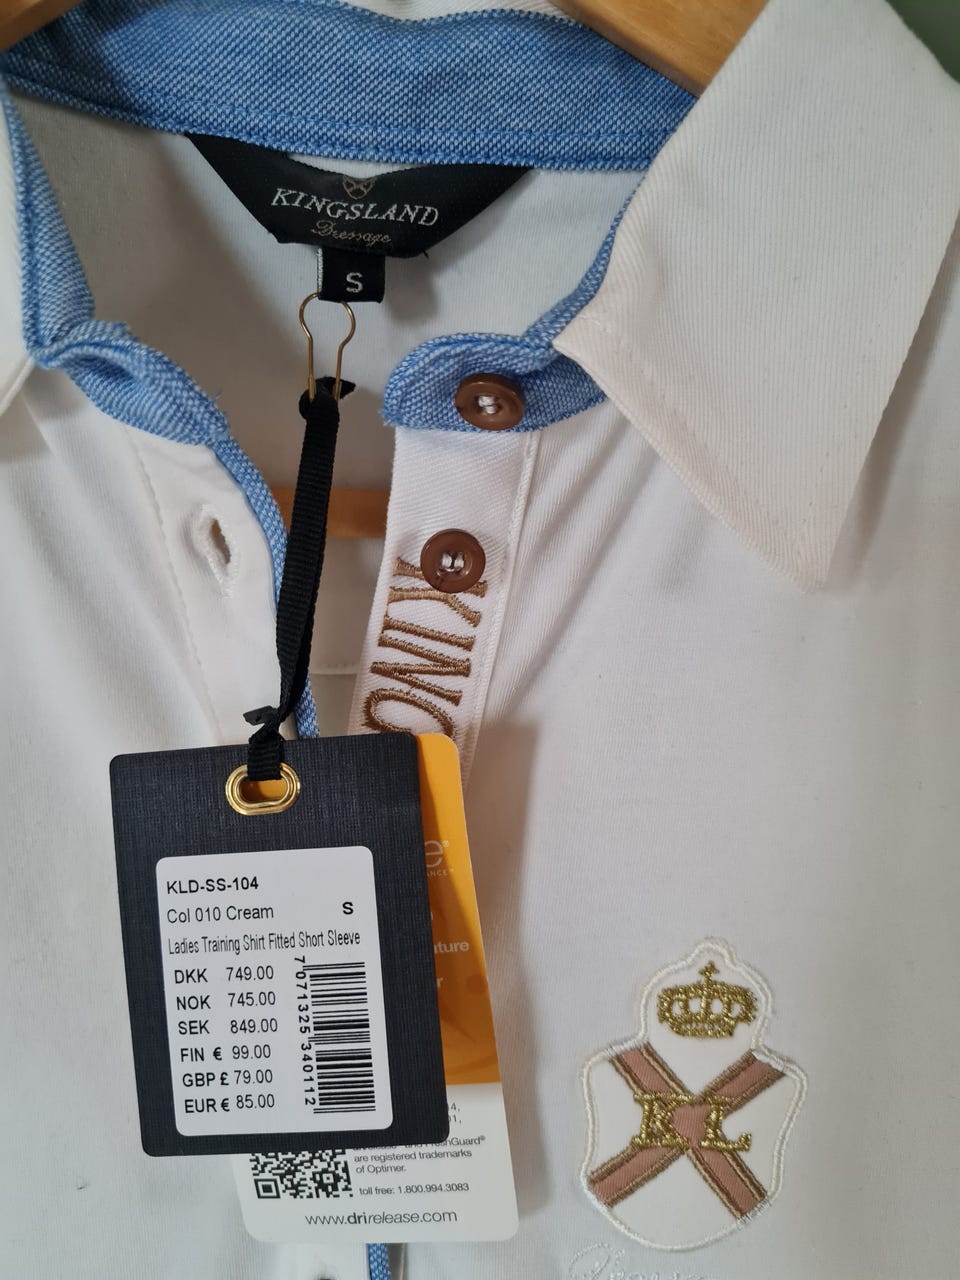 KINGSLAND
Dressage
S
KING
KLD-SS-104
Col 010 Cream S
Ladies Training Shirt Fitted Short Sleeve
DKK 749.00
NOK 745.00
SEK 849.00
FIN € 99.00
GBP £ 79.00
EUR € 85.00
7 071325 340112
are registered trademarks
of Optimer.
toll free: 1.800.994.3083
www.drirelease.com
KL